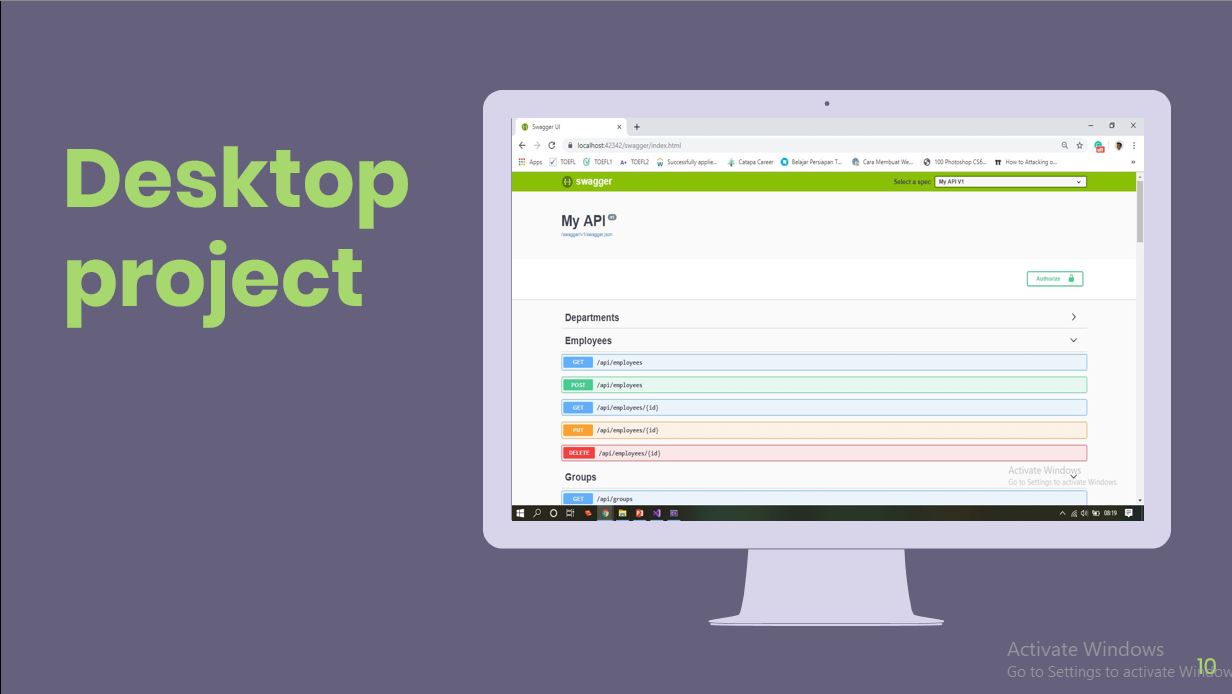 Desktop
project
Swagger UI
localhost:42342/swagger/index.html
Apps TOEFL TOEFL1 A+ TOEFL2 Successfully applie... Catapa Career Belajar Persiapan T... Cara Membuat We... 100 Photoshop CS6... TT How to Attacking o... »
swagger
Select a spec My API V1
My API v1
/swagger/v1/swagger.json
Authorize
Departments
Employees
GET /api/employees
POST /api/employees
GET /api/employees/{id}
PUT /api/employees/{id}
DELETE /api/employees/{id}
Activate Windows
Go to Settings to activate Windows.
Groups
GET /api/groups
08:19
Activate Windows
Go to Settings to activate Windows
10